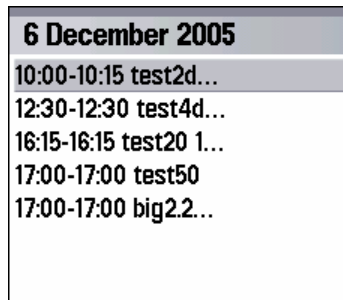 6 December 2005
10:00-10:15 test2d...
12:30-12:30 test4d...
16:15-16:15 test20 1...
17:00-17:00 test50
17:00-17:00 big2.2...